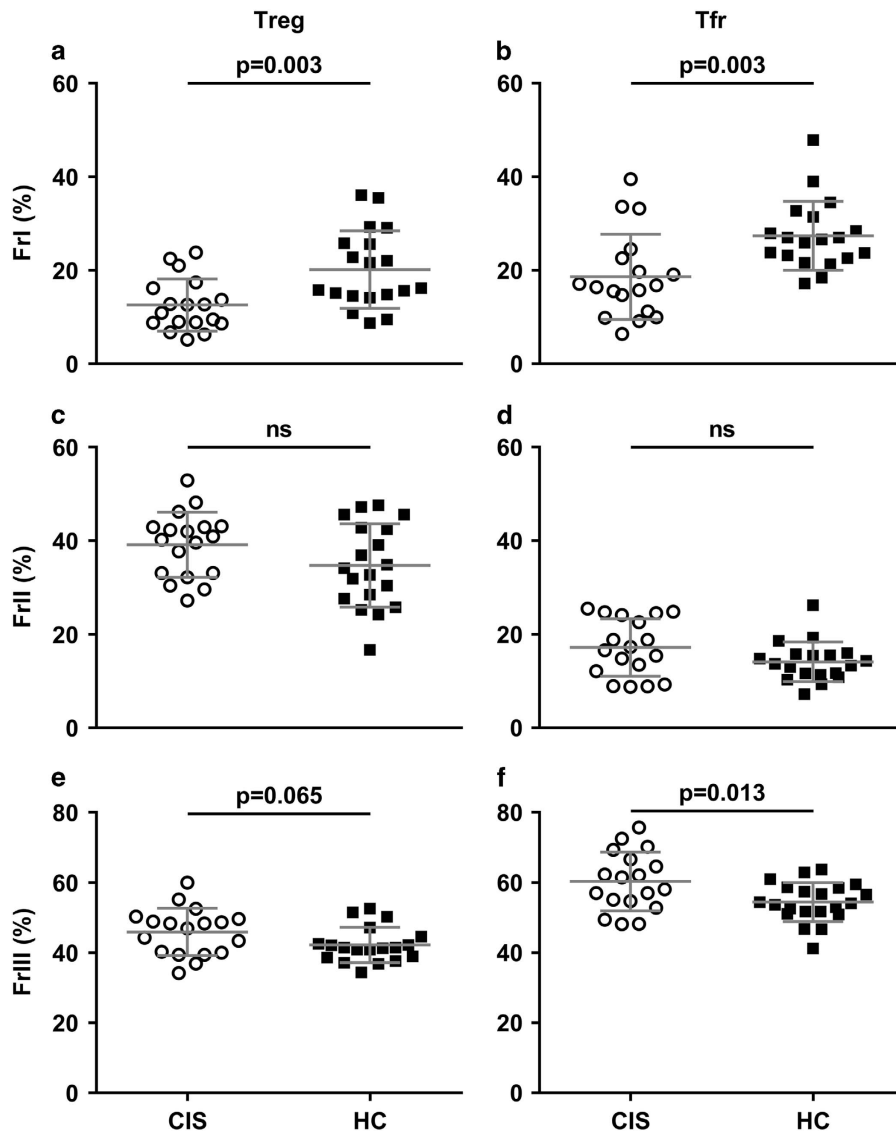 Treg Tfr
a b
p=0.003 p=0.003
60 60
40 40
20 20
0 0
FrI (%)
c d
ns ns
60 60
40 40
20 20
0 0
FrII (%)
e f
p=0.065 p=0.013
80 80
60 60
40 40
20 20
0 0
FrIII (%)
CIS HC CIS HC